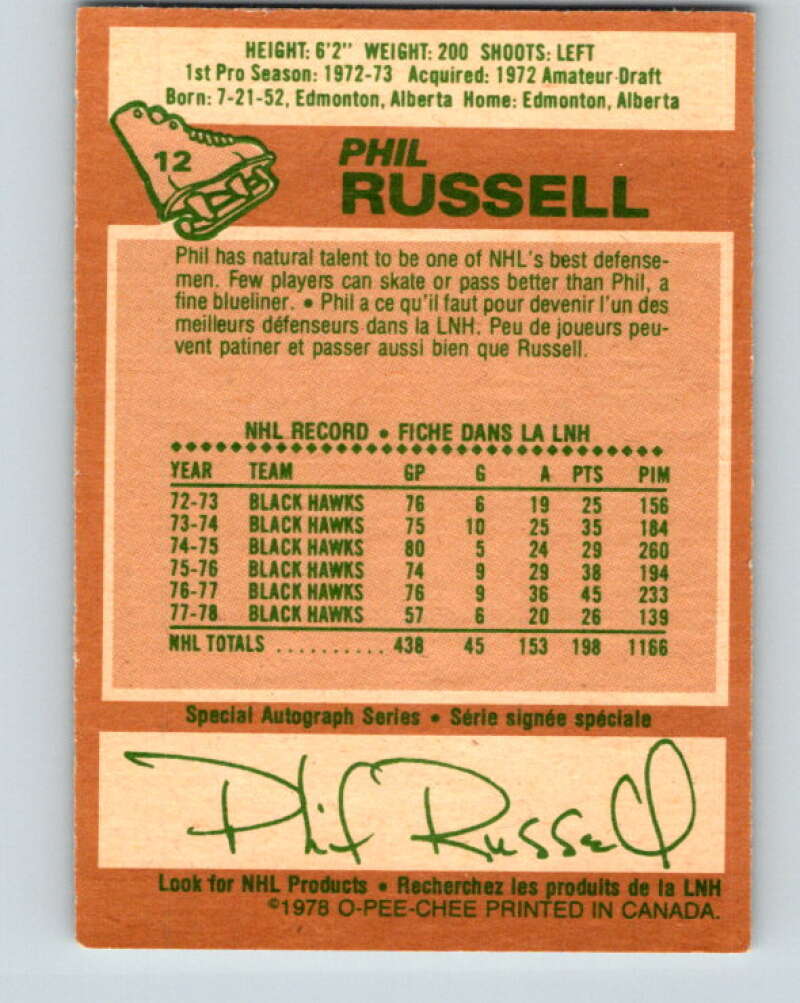 HEIGHT: 6'2" WEIGHT: 200 SHOOTS: LEFT
1st Pro Season: 1972-73 Acquired: 1972 Amateur Draft
Born: 7-21-52, Edmonton, Alberta Home: Edmonton, Alberta
12
PHIL
RUSSELL
Phil has natural talent to be one of NHL's best defense-
men. Few players can skate or pass better than Phil, a
fine blueliner. • Phil a ce qu'il faut pour devenir l'un des
meilleurs défenseurs dans la LNH. Peu de joueurs peu-
vent patiner et passer aussi bien que Russell.
NHL RECORD • FICHE DANS LA LNH
YEAR TEAM GP G A PTS PIM
72-73 BLACK HAWKS 76 6 19 25 156
73-74 BLACK HAWKS 75 10 25 35 184
74-75 BLACK HAWKS 80 5 24 29 260
75-76 BLACK HAWKS 74 9 29 38 194
76-77 BLACK HAWKS 76 9 36 45 233
77-78 BLACK HAWKS 57 6 20 26 139
NHL TOTALS .......... 438 45 153 198 1166
Special Autograph Series • Série signée spéciale
Phil Russell
Look for NHL Products • Recherchez les produits de la LNH
©1978 O-PEE-CHEE PRINTED IN CANADA.